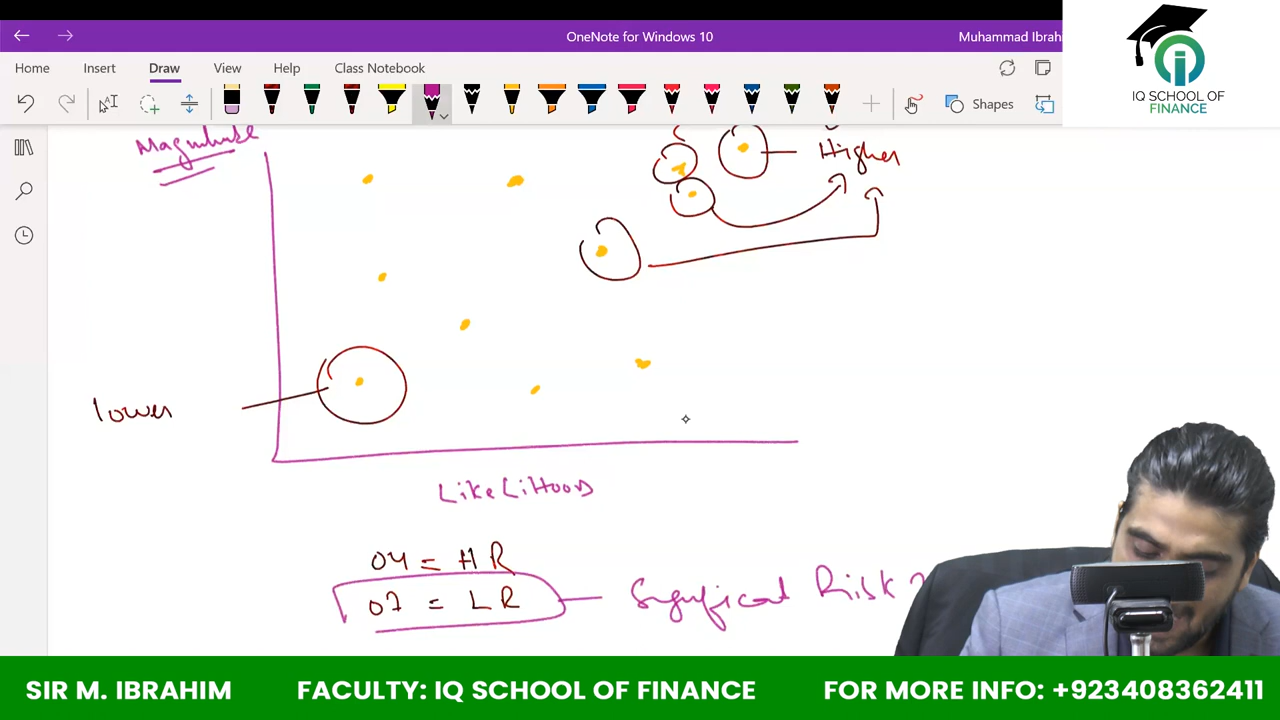 OneNote for Windows 10
Muhammad Ibrah
Home Insert Draw View Help Class Notebook
Shapes
IQ SCHOOL OF
FINANCE
Magnitude
Higher
lower
LikeLiHood
04 = HR
07 = LR
Significant Risk ?
SIR M. IBRAHIM FACULTY: IQ SCHOOL OF FINANCE FOR MORE INFO: +923408362411